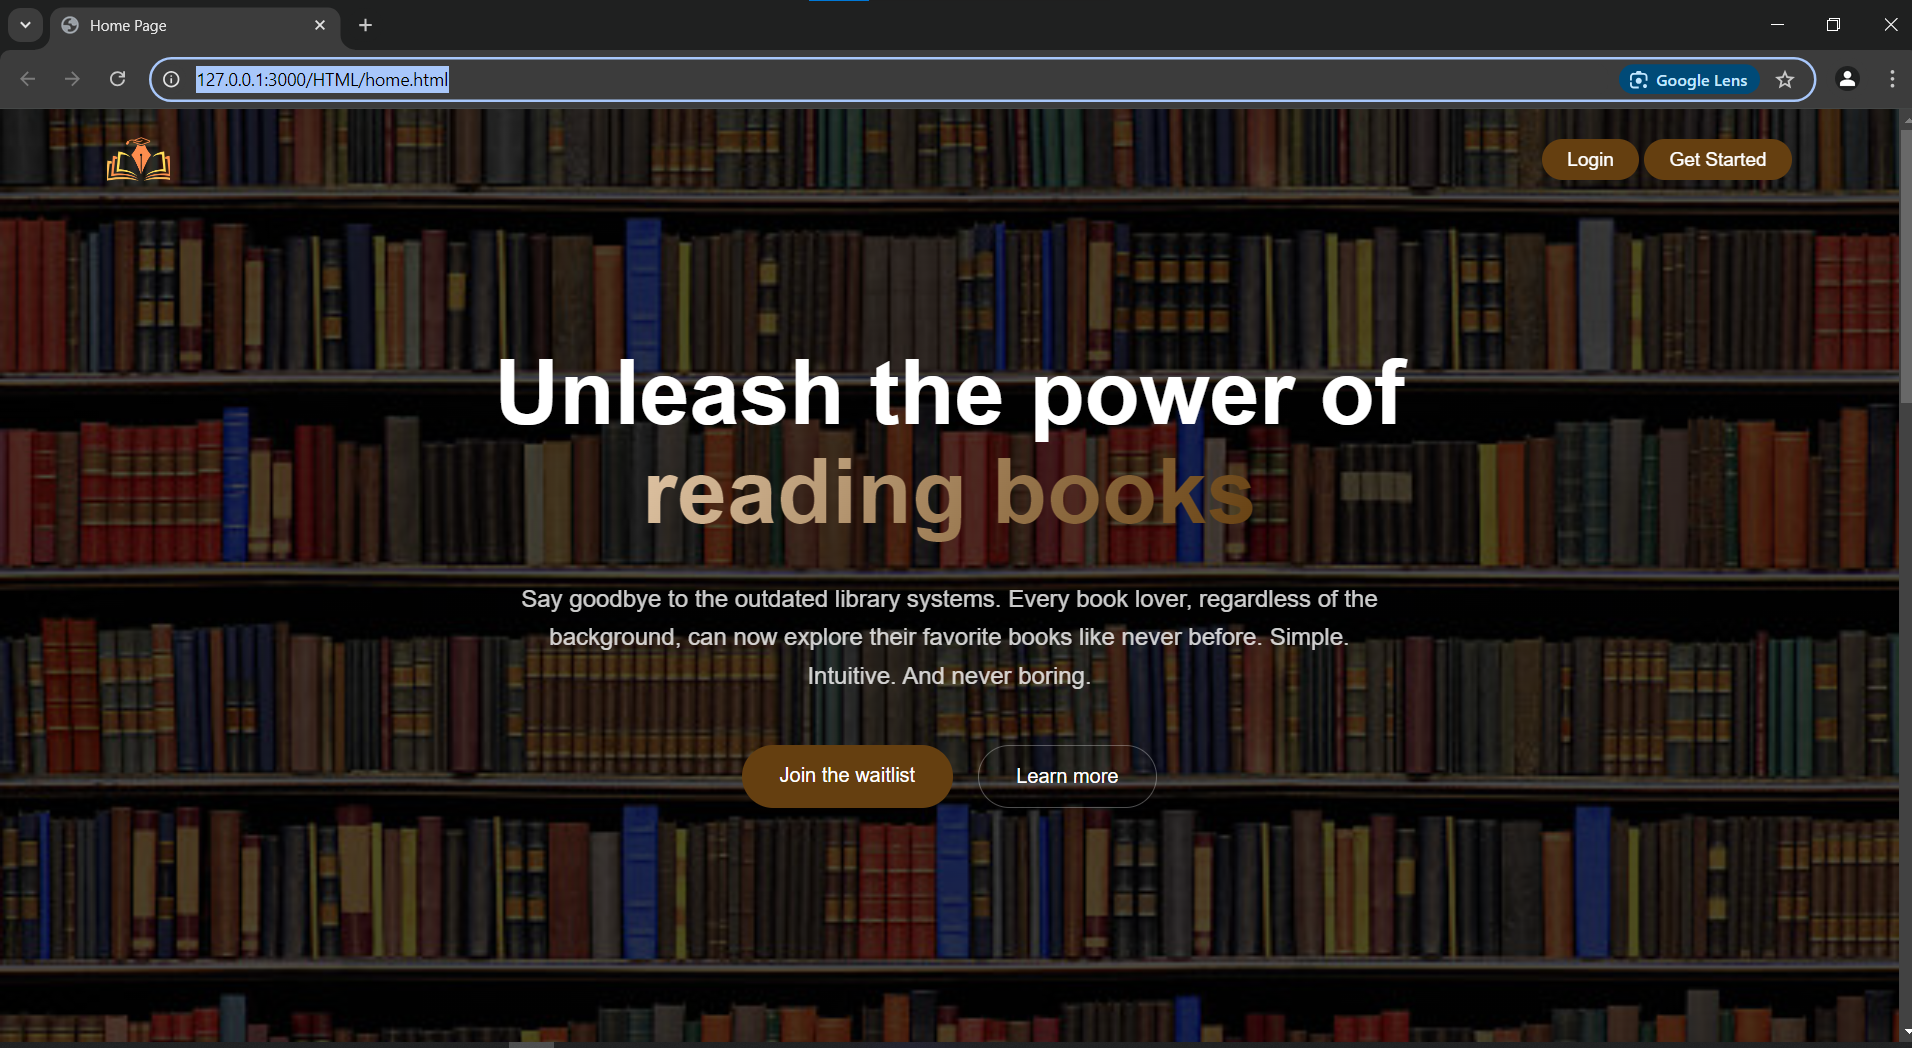 Home Page
127.0.0.1:3000/HTML/home.html
Google Lens
Login
Get Started
Unleash the power of
reading books
Say goodbye to the outdated library systems. Every book lover, regardless of the
background, can now explore their favorite books like never before. Simple.
Intuitive. And never boring.
Join the waitlist
Learn more